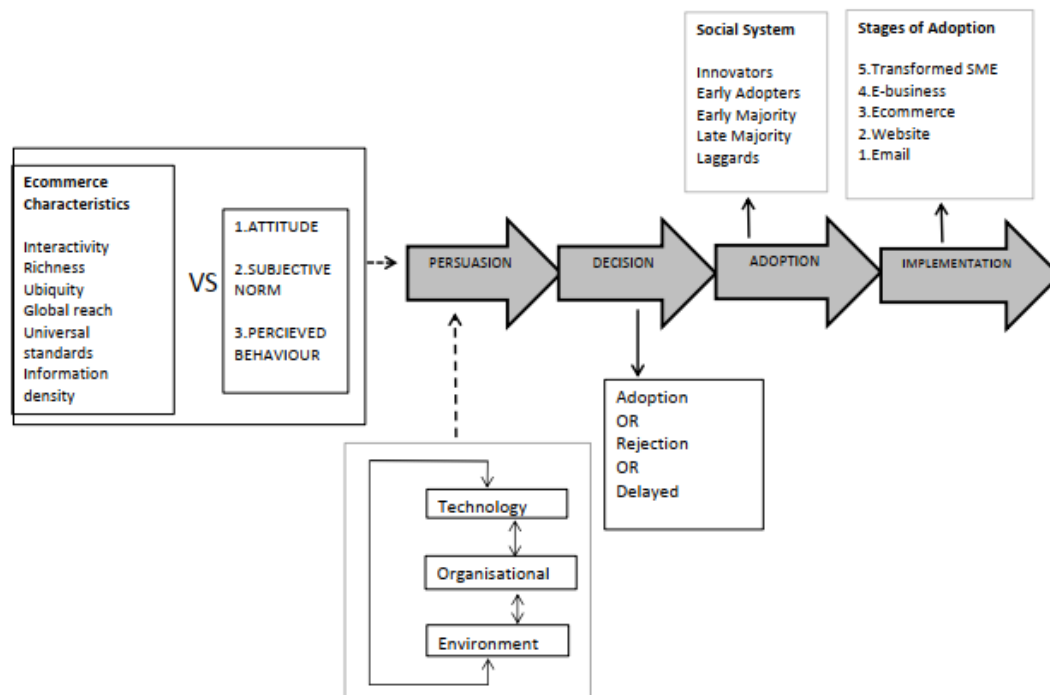 Ecommerce
Characteristics
Interactivity
Richness
Ubiquity
Global reach
Universal
standards
Information
density
VS
1.ATTITUDE
2.SUBJECTIVE
NORM
3.PERCIEVED
BEHAVIOUR
PERSUASION
DECISION
ADOPTION
IMPLEMENTATION
Social System
Innovators
Early Adopters
Early Majority
Late Majority
Laggards
Stages of Adoption
5.Transformed SME
4.E-business
3.Ecommerce
2.Website
1.Email
Adoption
OR
Rejection
OR
Delayed
Technology
Organisational
Environment